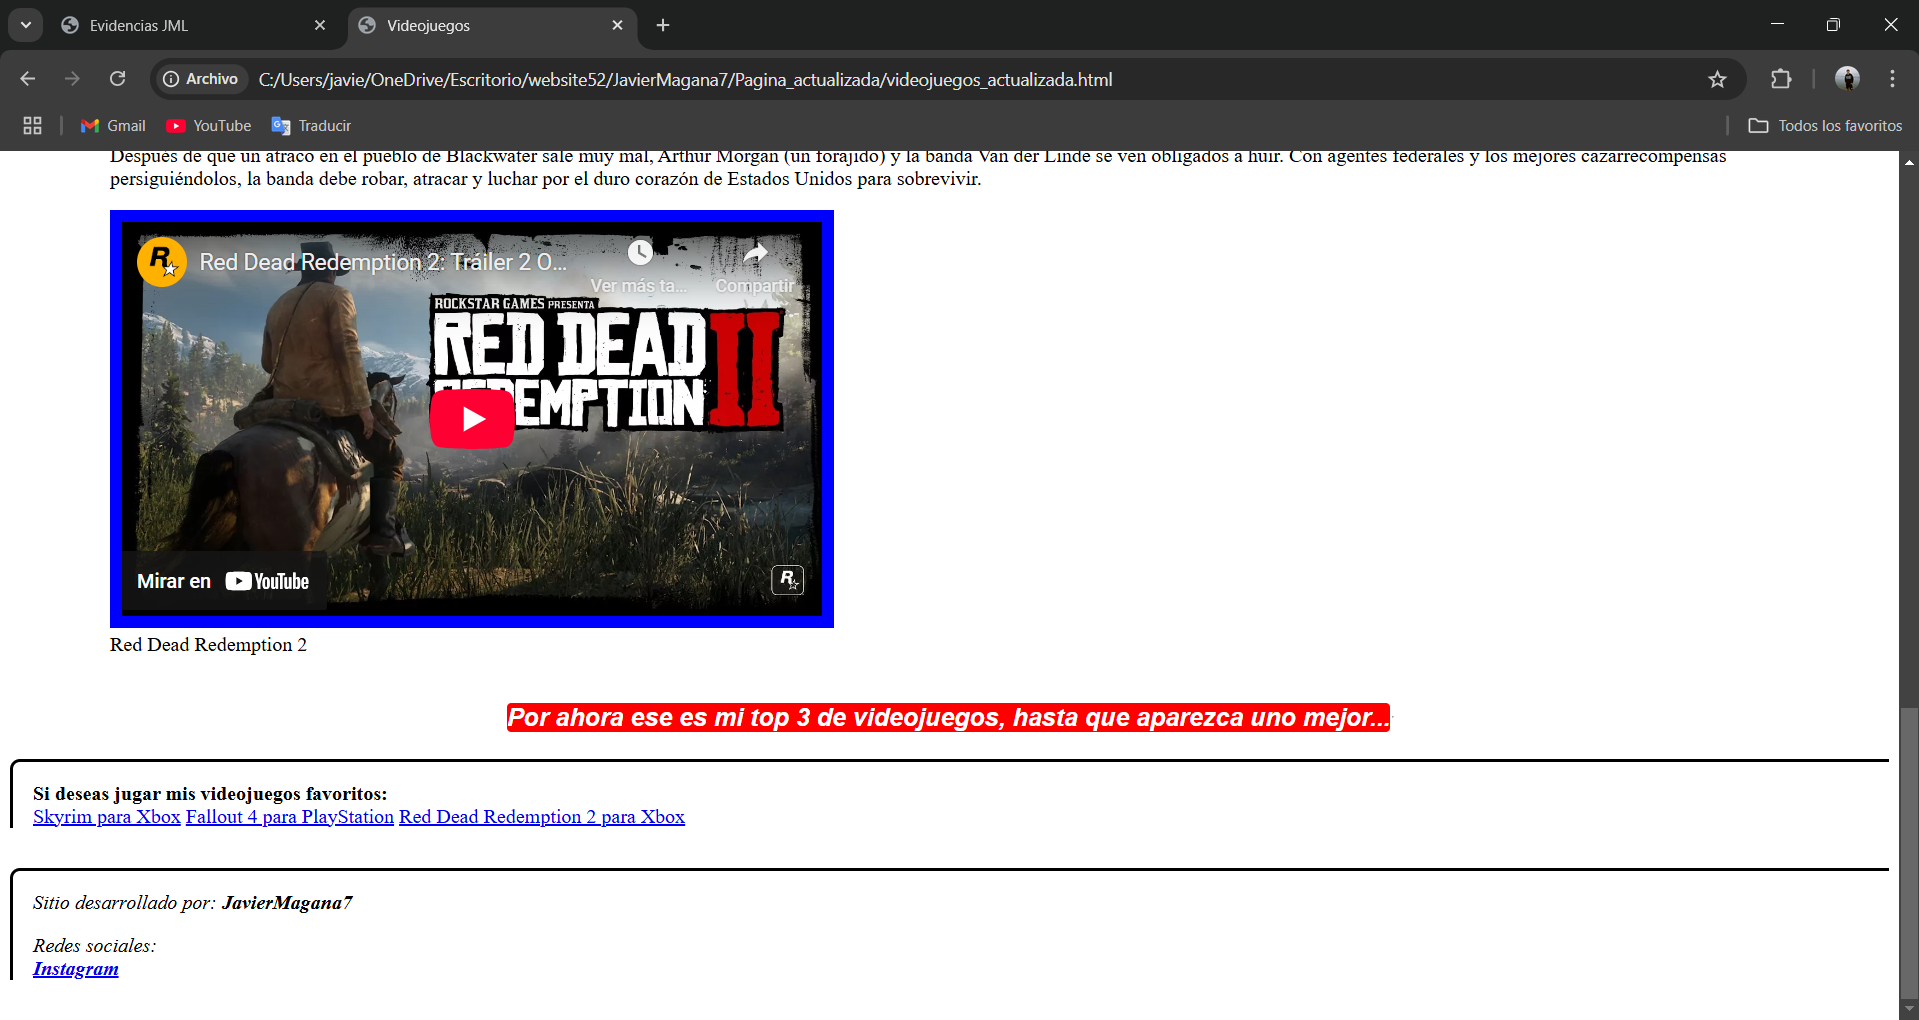 Evidencias JML
Videojuegos
Archivo
C:/Users/javie/OneDrive/Escritorio/website52/JavierMagana7/Pagina_actualizada/videojuegos_actualizada.html
Gmail
YouTube
Traducir
Todos los favoritos
Después de que un atraco en el pueblo de Blackwater sale muy mal, Arthur Morgan (un forajido) y la banda Van der Linde se ven obligados a huir. Con agentes federales y los mejores cazarrecompensas
persiguiéndolos, la banda debe robar, atracar y luchar por el duro corazón de Estados Unidos para sobrevivir.
R
Red Dead Redemption 2: Tráiler 2 O...
Ver más ta...
Compartir
ROCKSTAR GAMES PRESENTA
RED DEAD
REDEMPTION II
Mirar en YouTube
R
Red Dead Redemption 2
Por ahora ese es mi top 3 de videojuegos, hasta que aparezca uno mejor...
Si deseas jugar mis videojuegos favoritos:
Skyrim para Xbox Fallout 4 para PlayStation Red Dead Redemption 2 para Xbox
Sitio desarrollado por: JavierMagana7
Redes sociales:
Instagram